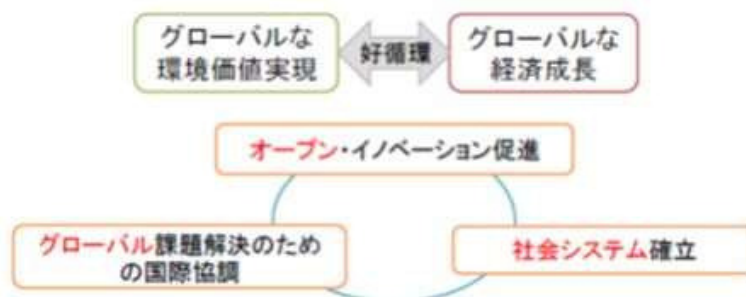 グローバルな
環境価値実現
好循環
グローバルな
経済成長
オープン・イノベーション促進
グローバル課題解決のため
の国際協調
社会システム確立